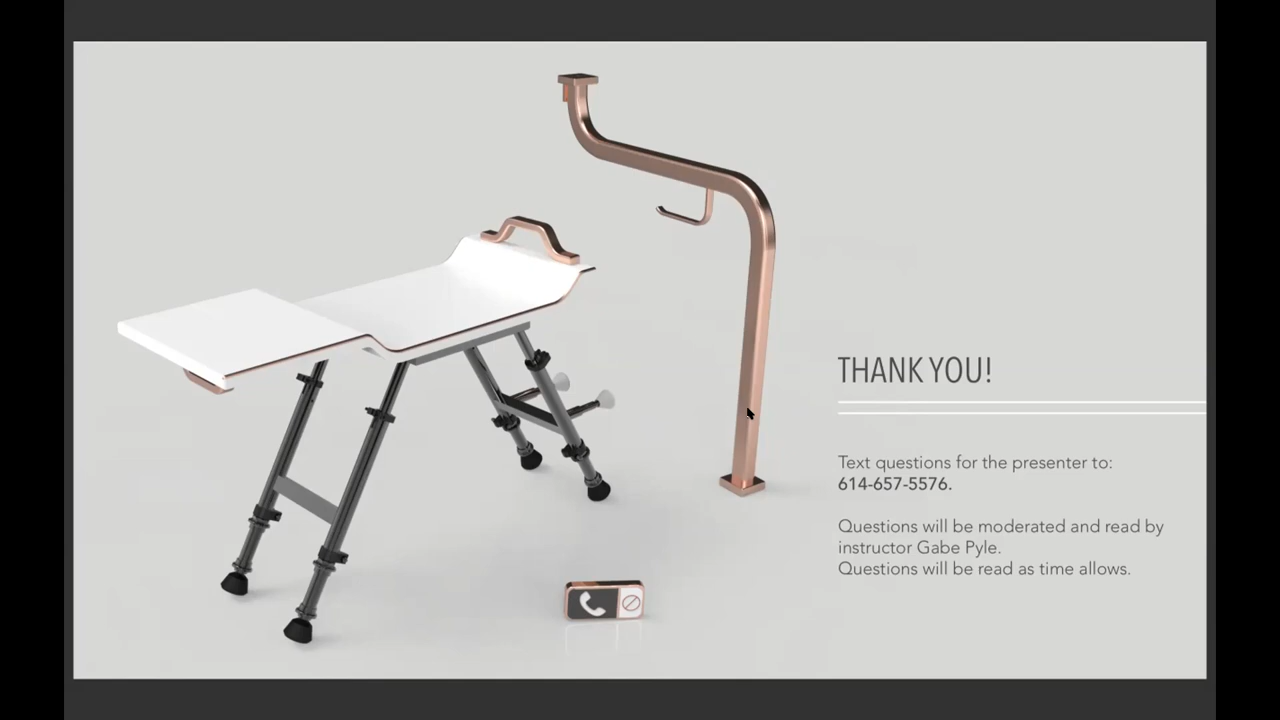 THANK YOU!
Text questions for the presenter to:
614-657-5576.
Questions will be moderated and read by
instructor Gabe Pyle.
Questions will be read as time allows.